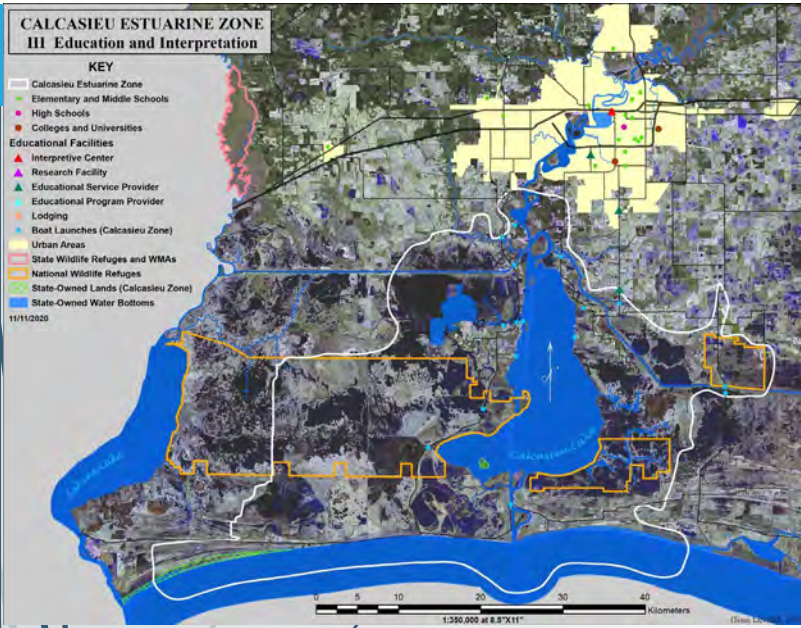 CALCASIEU ESTUARINE ZONE
III Education and Interpretation
KEY
Calcasieu Estuarine Zone
Elementary and Middle Schools
High Schools
Colleges and Universities
Educational Facilities
Interpretive Center
Research Facility
Educational Service Provider
Educational Program Provider
Lodging
Boat Launches (Calcasieu Zone)
Urban Areas
State Wildlife Refuges and WMAs
National Wildlife Refuges
State-Owned Lands (Calcasieu Zone)
State-Owned Water Bottoms
11/11/2020
Calcasieu Lake
0 5 10 20 30 40
Kilometers
1:350,000 at 8.5"X11"